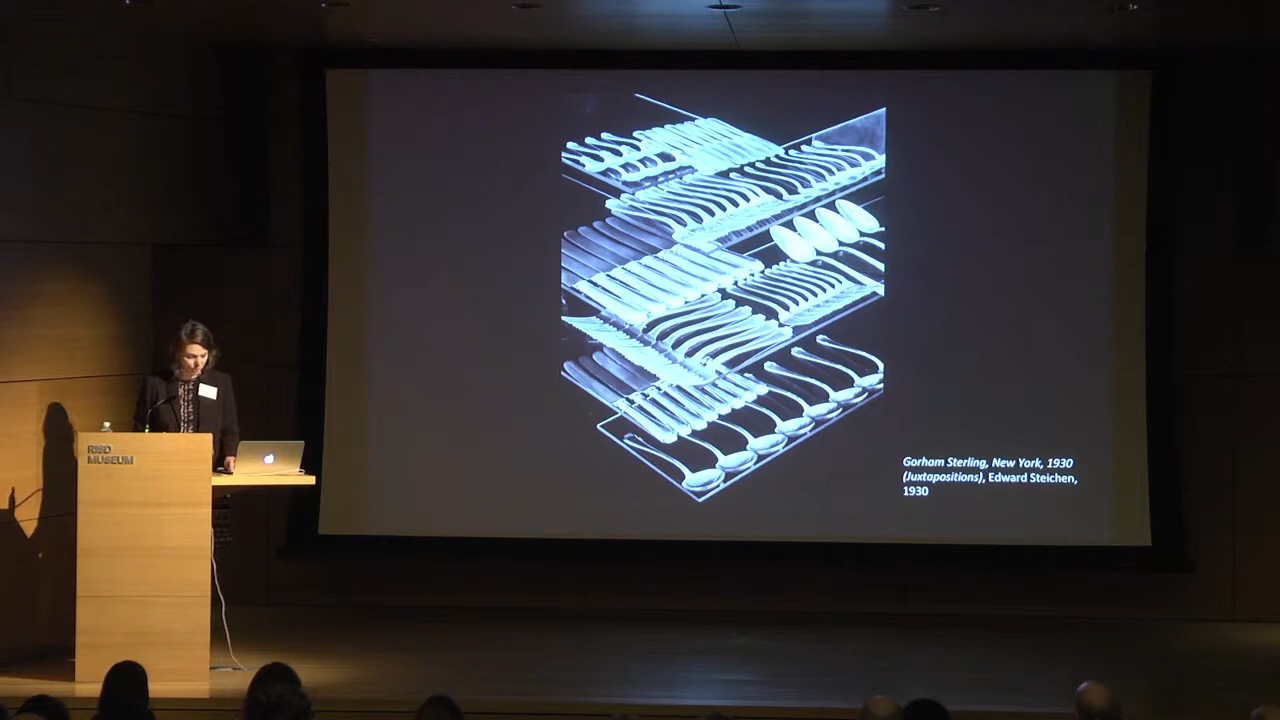 RISD
MUSEUM
Gorham Sterling, New York, 1930
(Juxtapositions), Edward Steichen,
1930